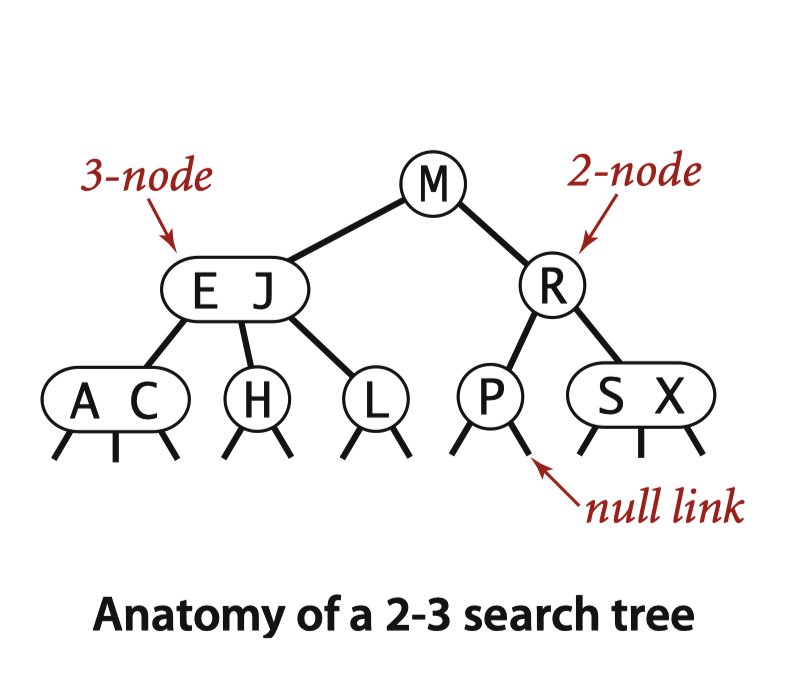 3-node
M
2-node
E J
R
A C
H
L
P
S X
null link
Anatomy of a 2-3 search tree